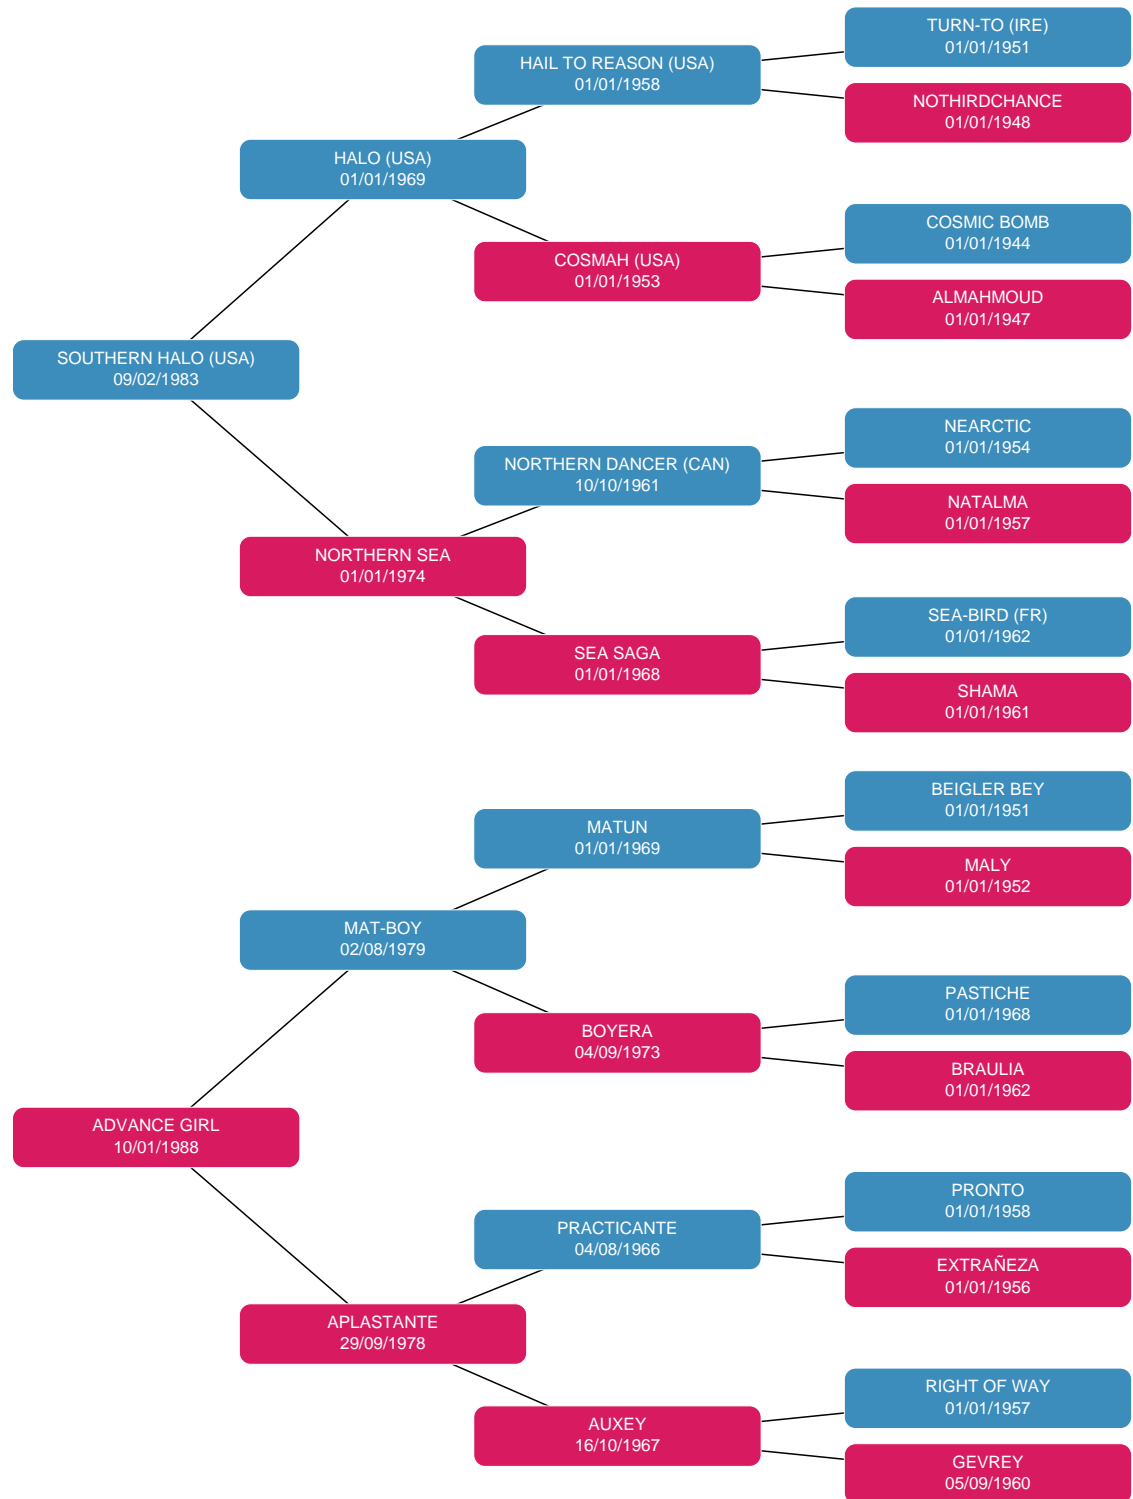 TURN-TO (IRE)
01/01/1951
HAIL TO REASON (USA)
01/01/1958
NOTHIRDCHANCE
01/01/1948
HALO (USA)
01/01/1969
COSMIC BOMB
01/01/1944
COSMAH (USA)
01/01/1953
ALMAHMOUD
01/01/1947
SOUTHERN HALO (USA)
09/02/1983
NEARCTIC
01/01/1954
NORTHERN DANCER (CAN)
10/10/1961
NATALMA
01/01/1957
NORTHERN SEA
01/01/1974
SEA-BIRD (FR)
01/01/1962
SEA SAGA
01/01/1968
SHAMA
01/01/1961
BEIGLER BEY
01/01/1951
MATUN
01/01/1969
MALY
01/01/1952
MAT-BOY
02/08/1979
PASTICHE
01/01/1968
BOYERA
04/09/1973
BRAULIA
01/01/1962
ADVANCE GIRL
10/01/1988
PRONTO
01/01/1958
PRACTICANTE
04/08/1966
EXTRAÑEZA
01/01/1956
APLASTANTE
29/09/1978
RIGHT OF WAY
01/01/1957
AUXEY
16/10/1967
GEVREY
05/09/1960